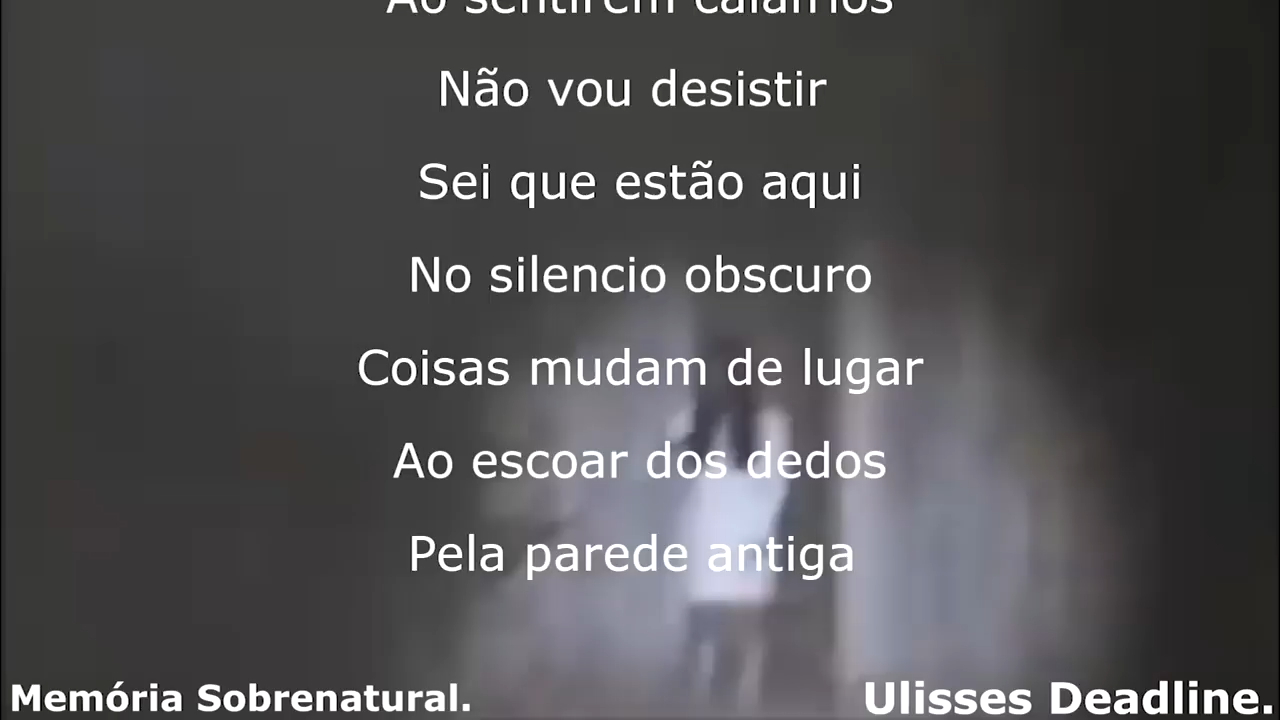 Ao sentirem calafrios
Não vou desistir
Sei que estão aqui
No silencio obscuro
Coisas mudam de lugar
Ao escoar dos dedos
Pela parede antiga
Memória Sobrenatural.
Ulisses Deadline.